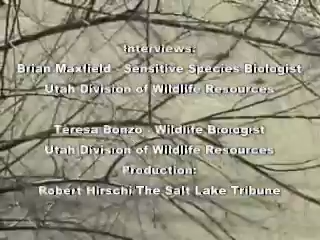 Interviews:
Brian Maxfield - Sensitive Species Biologist
Utah Division of Wildlife Resources
Teresa Bonzo - Wildlife Biologist
Utah Division of Wildlife Resources
Production:
Robert Hirschi/The Salt Lake Tribune